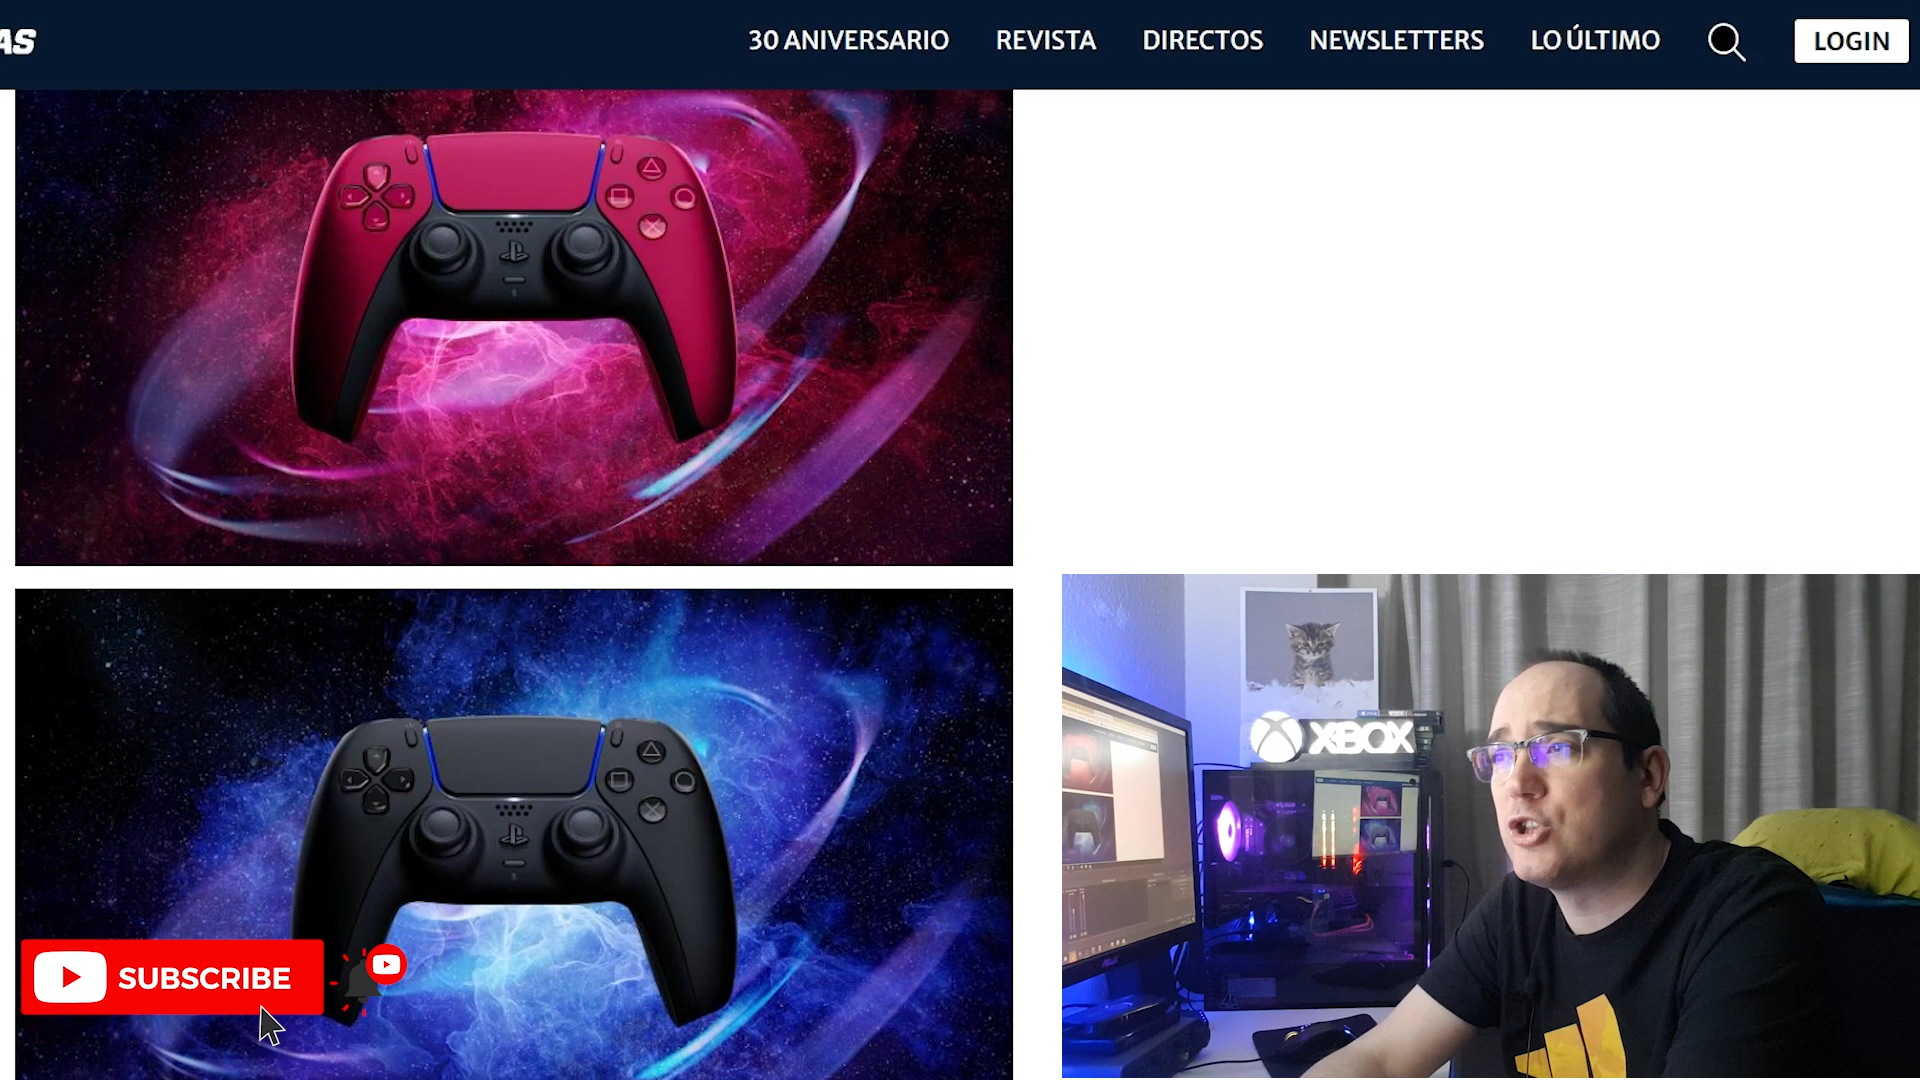 AS
30 ANIVERSARIO
REVISTA
DIRECTOS
NEWSLETTERS
LO ÚLTIMO
LOGIN
XBOX
SUBSCRIBE